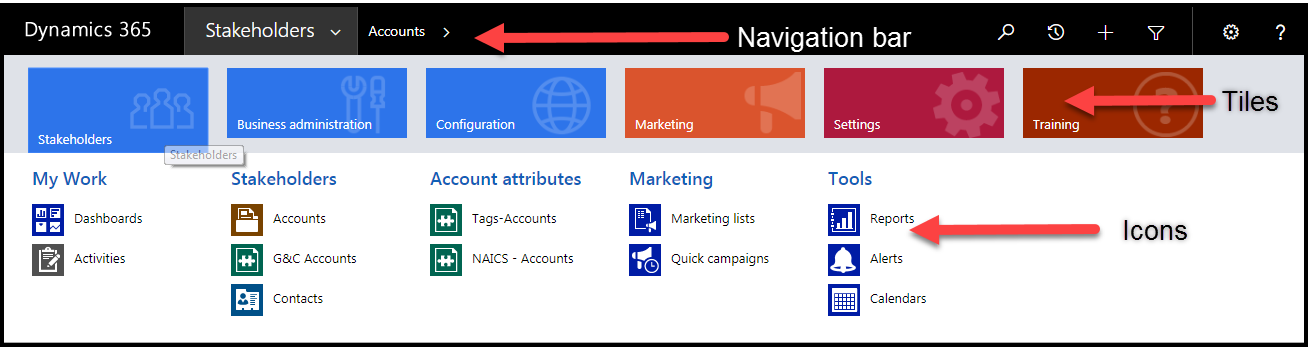 Dynamics 365 Stakeholders Accounts Navigation bar ?
Stakeholders Business administration Configuration Marketing Settings Training Tiles
Stakeholders
My Work Stakeholders Account attributes Marketing Tools
Dashboards Accounts Tags-Accounts Marketing lists Reports Icons
Activities G&C Accounts NAICS - Accounts Quick campaigns Alerts
Contacts Calendars